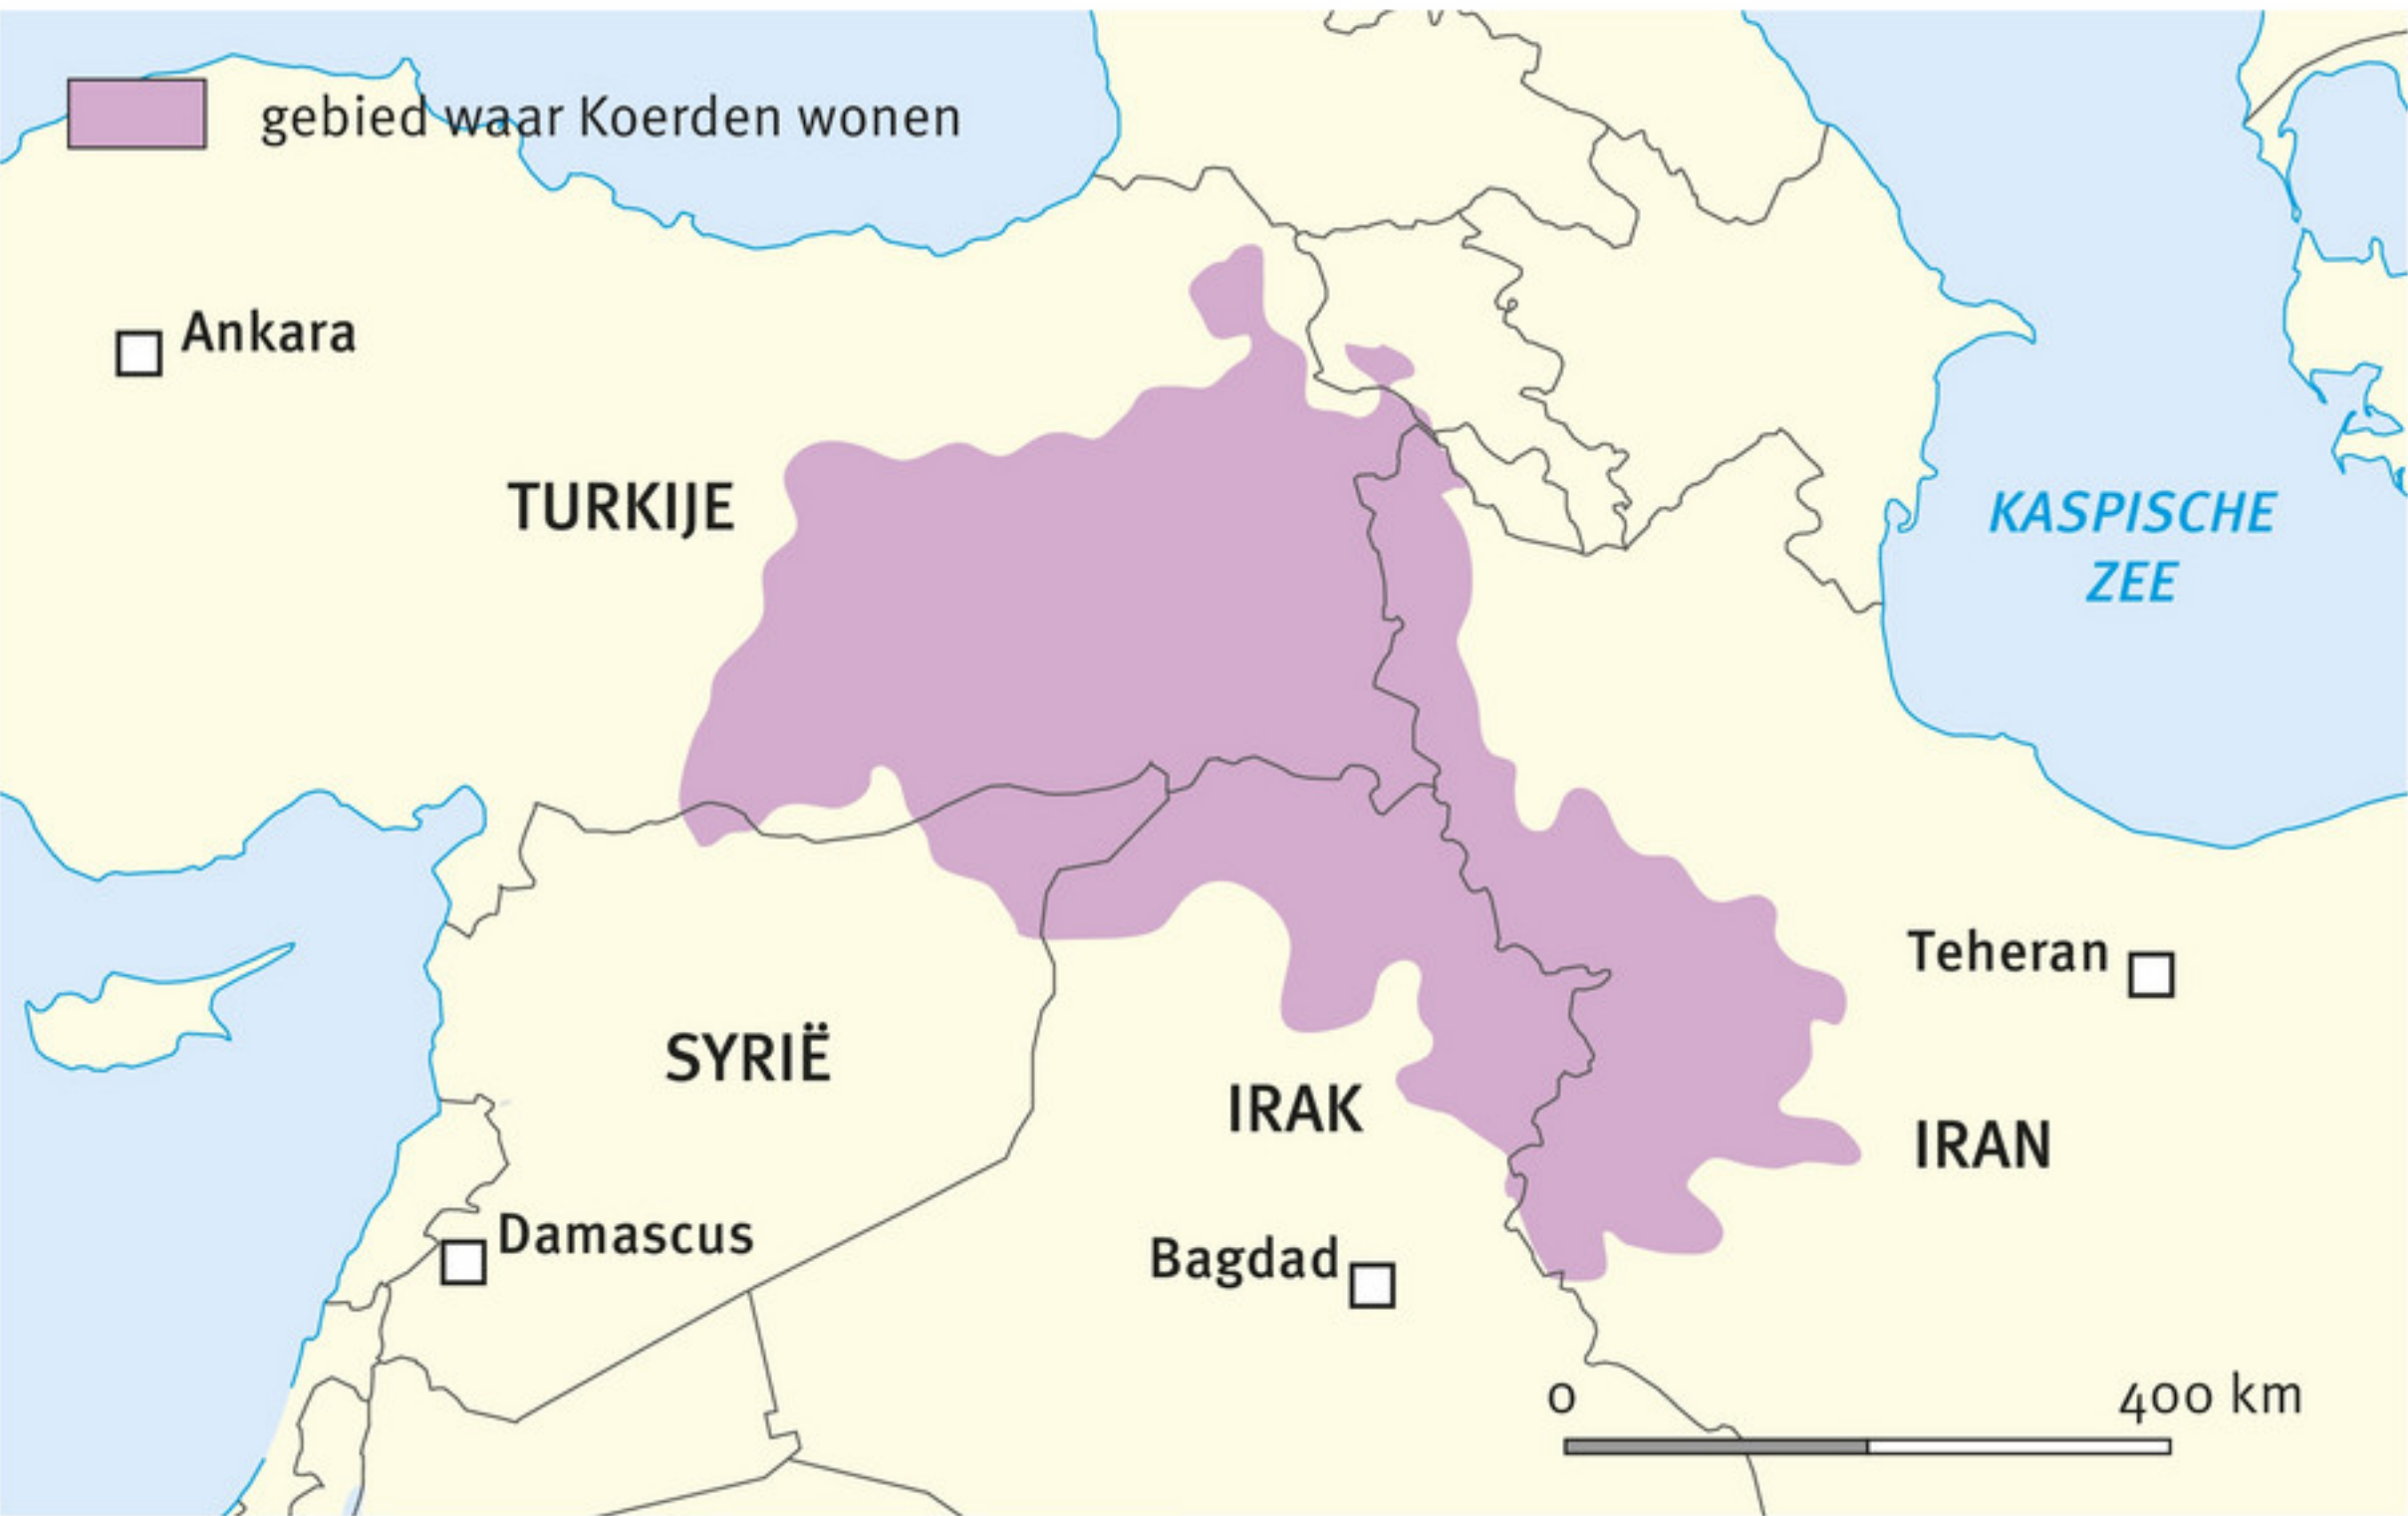 gebied waar Koerden wonen
Ankara
TURKIJE
KASPISCHE
ZEE
Teheran
SYRIË
IRAK
IRAN
Damascus
Bagdad
0 400 km